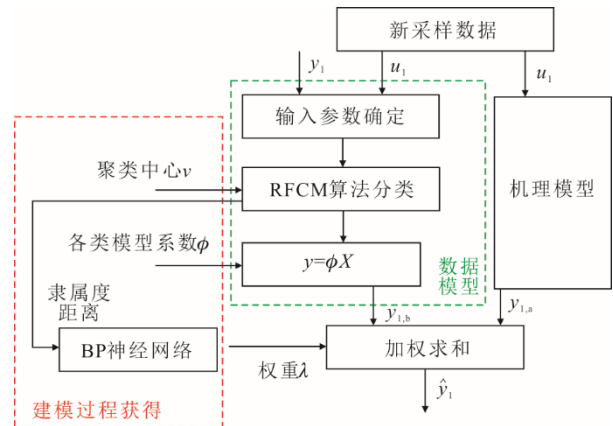 新采样数据
y₁
u₁
u₁
输入参数确定
聚类中心v
RFCM算法分类
机理模型
各类模型系数ϕ
y=ϕX
数据
模型
隶属度
距离
y₁,b
y₁,a
BP神经网络
权重λ
加权求和
建模过程获得
ŷ₁